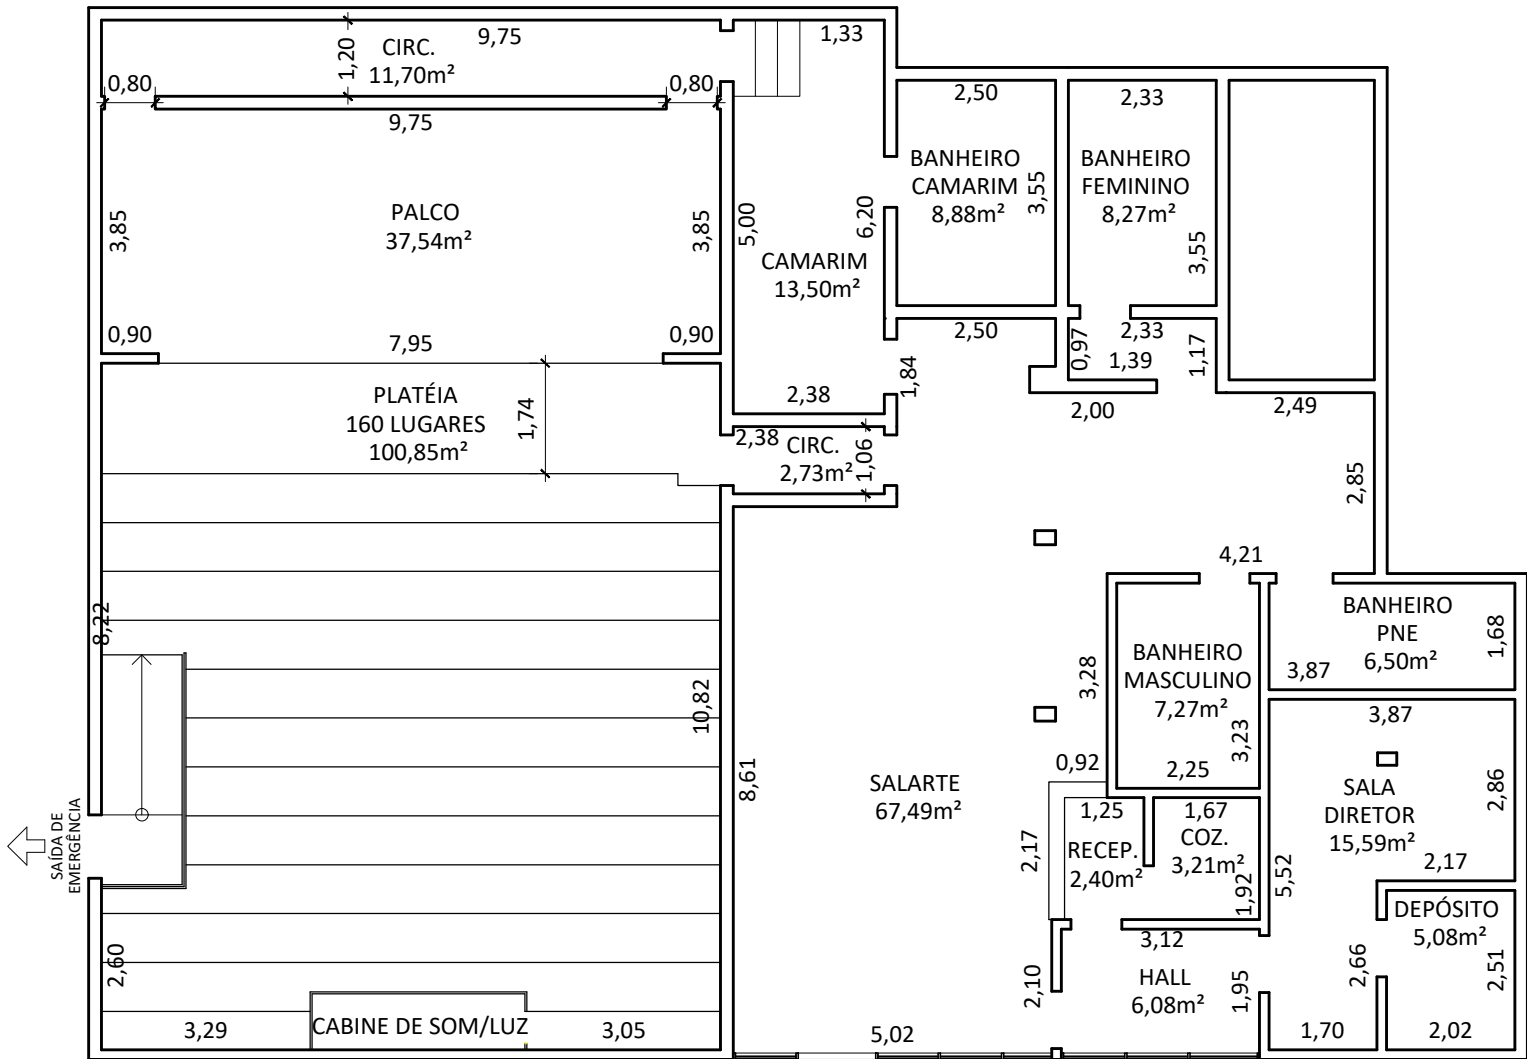 9,75
1,33
1,20
CIRC.
11,70m²
0,80
0,80
9,75
2,50
2,33
BANHEIRO
CAMARIM
8,88m²
3,55
BANHEIRO
FEMININO
8,27m²
3,55
3,85
PALCO
37,54m²
3,85
5,00
6,20
CAMARIM
13,50m²
0,90
7,95
0,90
2,50
0,97
2,33
1,39
1,17
1,84
PLATÉIA
160 LUGARES
100,85m²
1,74
2,38
2,00
2,49
2,38
CIRC.
2,73m²
1,06
2,85
4,21
8,22
BANHEIRO
PNE
6,50m²
1,68
3,28
BANHEIRO
MASCULINO
7,27m²
3,23
3,87
3,87
10,82
8,61
0,92
2,25
SALARTE
67,49m²
SALA
DIRETOR
15,59m²
2,86
SAÍDA DE
EMERGÊNCIA
1,25
1,67
2,17
RECEP.
2,40m²
COZ.
3,21m²
1,92
5,52
2,17
DEPÓSITO
5,08m²
2,60
3,12
2,10
HALL
6,08m²
1,95
2,66
2,51
3,29
CABINE DE SOM/LUZ
3,05
5,02
1,70
2,02